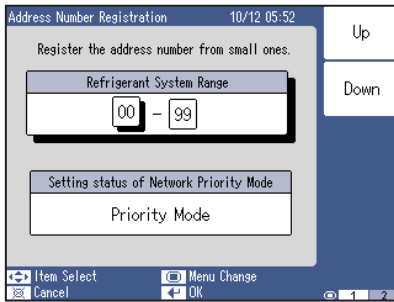 Address Number Registration 10/12 05:52
Up
Register the address number from small ones.
Refrigerant System Range
Down
00 - 99
Setting status of Network Priority Mode
Priority Mode
Item Select Menu Change
Cancel OK 1 2